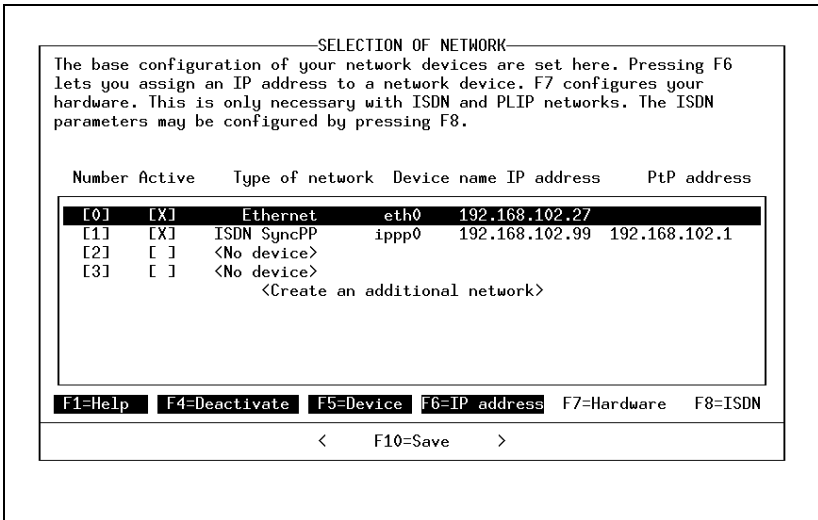 SELECTION OF NETWORK
The base configuration of your network devices are set here. Pressing F6
lets you assign an IP address to a network device. F7 configures your
hardware. This is only necessary with ISDN and PLIP networks. The ISDN
parameters may be configured by pressing F8.
Number Active Type of network Device name IP address PtP address
[0] [X] Ethernet eth0 192.168.102.27
[1] [X] ISDN SyncPP ippp0 192.168.102.99 192.168.102.1
[2] [ ] <No device>
[3] [ ] <No device>
<Create an additional network>
F1=Help F4=Deactivate F5=Device F6=IP address F7=Hardware F8=ISDN
< F10=Save >